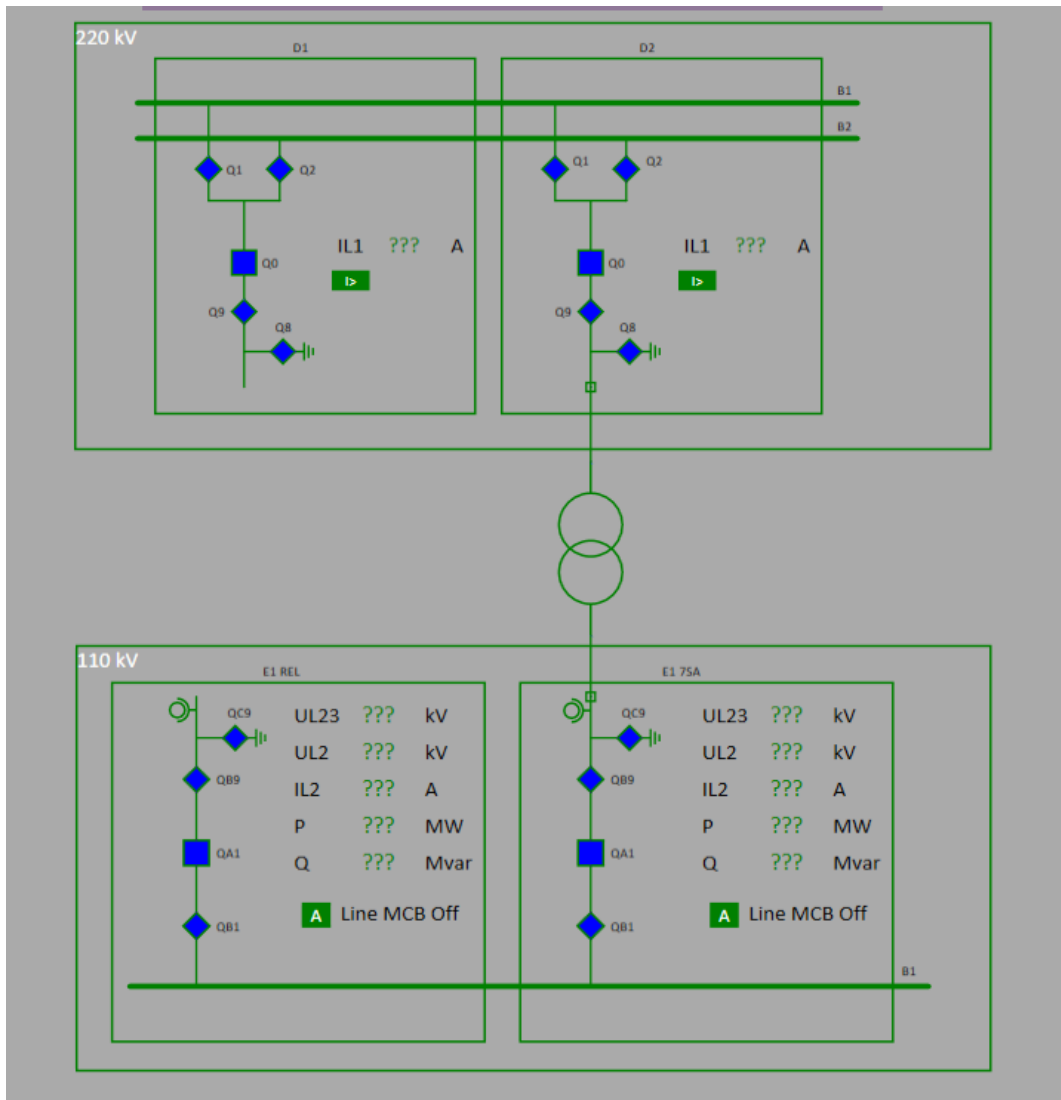 220 kV
D1
D2
B1
B2
Q1
Q2
Q1
Q2
IL1 ??? A
IL1 ??? A
Q0
Q0
I>
I>
Q9
Q9
Q8
Q8
110 kV
E1 REL
E1 7SA
QC9
QC9
UL23 ??? kV
UL23 ??? kV
UL2 ??? kV
UL2 ??? kV
QB9
QB9
IL2 ??? A
IL2 ??? A
P ??? MW
P ??? MW
QA1
QA1
Q ??? Mvar
Q ??? Mvar
A Line MCB Off
A Line MCB Off
QB1
QB1
B1